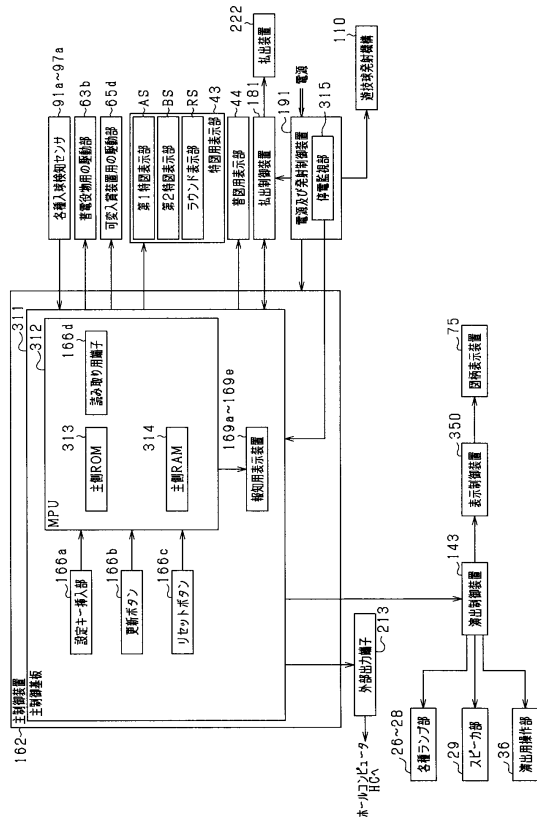 162
主制御装置
311
主制御基板
312
MPU
166a
設定キー挿入部
166b
更新ボタン
166c
リセットボタン
313
主側ROM
314
主側RAM
166d
読み取り用端子
169a~169e
報知用表示装置
91a~97a
各種入球検知センサ
63b
普電役物用の駆動部
65d
可変入賞装置用の駆動部
AS
第1特図表示部
BS
第2特図表示部
RS
ラウンド表示部
43
特図用表示部
44
普図用表示部
181
払出制御装置
222
払出装置
191
電源及び発射制御装置
電源
315
停電監視部
110
遊技球発射機構
213
外部出力端子
ホールコンピュータ
HCへ
143
演出制御装置
350
表示制御装置
75
図柄表示装置
26~28
各種ランプ部
29
スピーカ部
36
演出用操作部